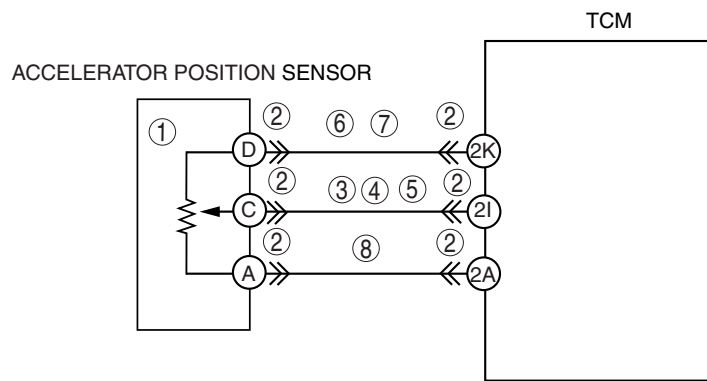 TCM
ACCELERATOR POSITION SENSOR
① ② ⑥ ⑦ ②
D 2K
② ③ ④ ⑤ ②
C 2I
② ⑧ ②
A 2A